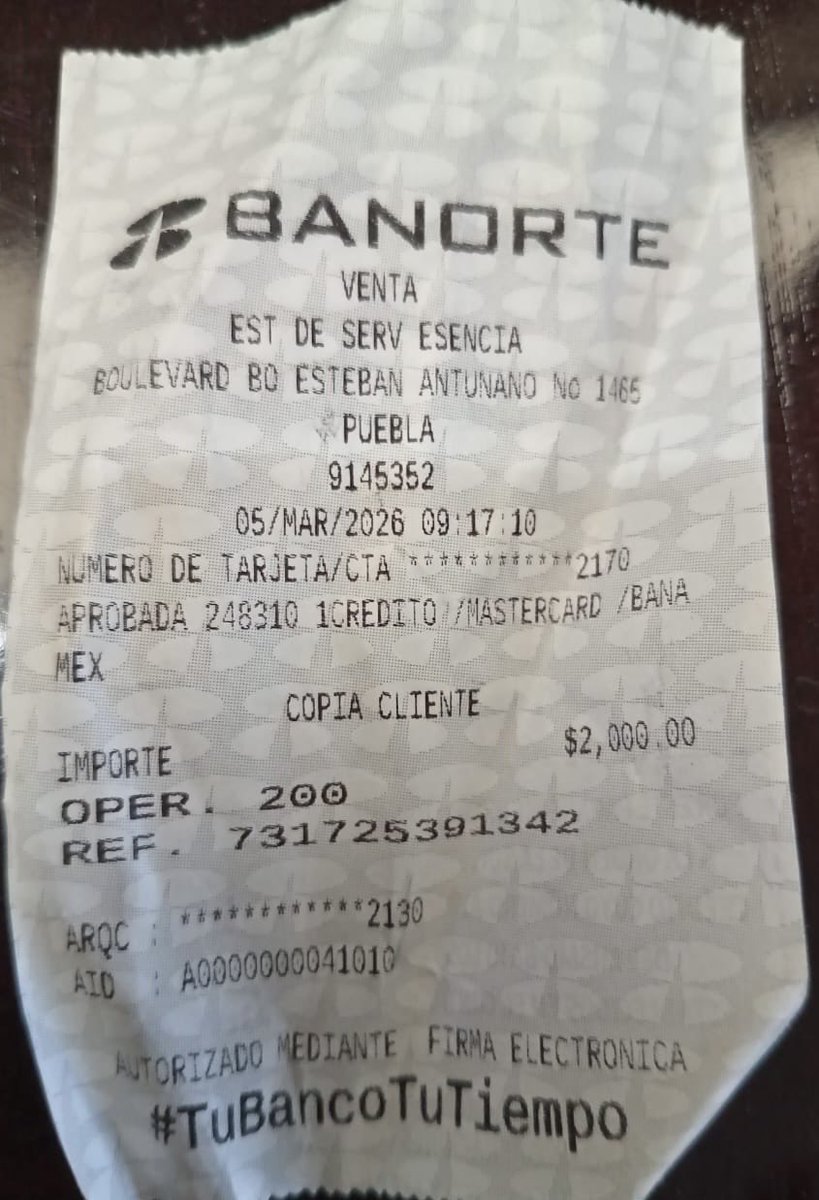 BANORTE
VENTA
EST DE SERV ESENCIA
BOULEVARD BO ESTEBAN ANTUNANO No 1465
PUEBLA
9145352
05/MAR/2026 09:17:10
NUMERO DE TARJETA/CTA ************2170
APROBADA 248310 1CREDITO /MASTERCARD /BANA
MEX
COPIA CLIENTE
IMPORTE $2,000.00
OPER. 200
REF. 731725391342
ARQC : ************2130
AID : A0000000041010
AUTORIZADO MEDIANTE FIRMA ELECTRONICA
#TuBancoTuTiempo